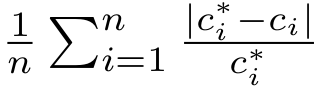 \frac{1}{n} \sum_{i=1}^{n} \frac{|c_i^* - c_i|}{c_i^*}